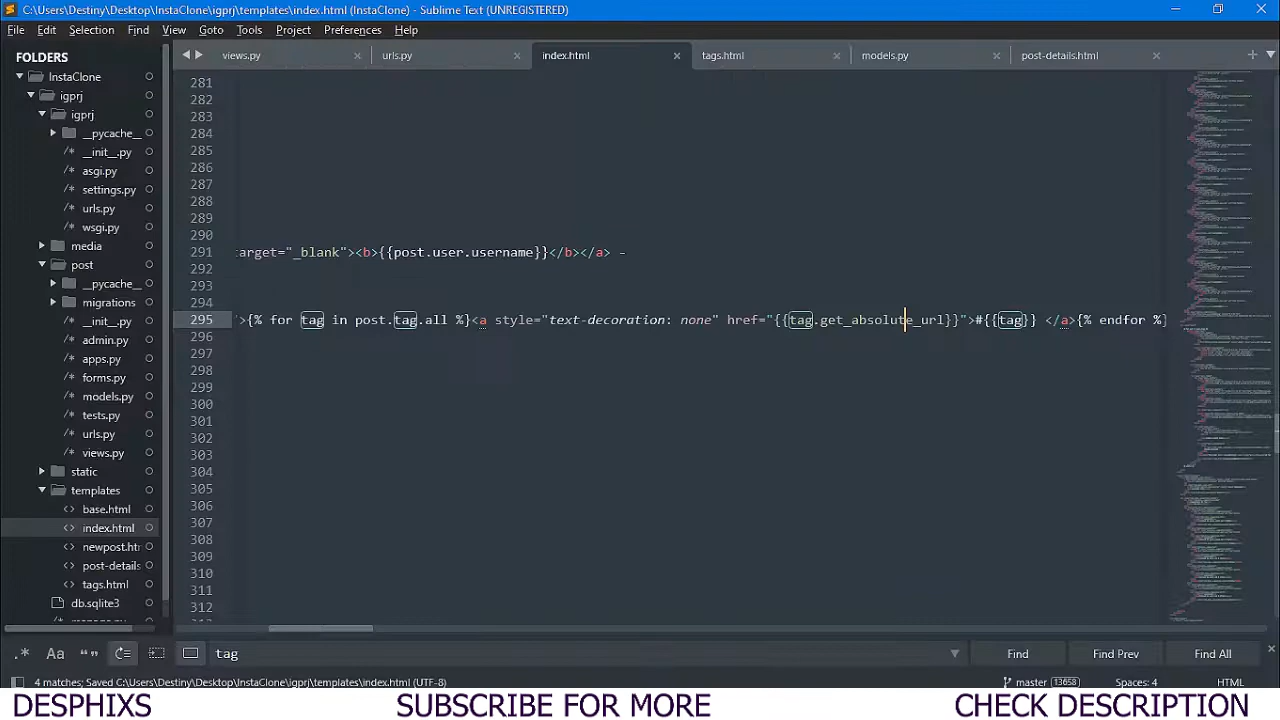 C:\Users\Destiny\Desktop\InstaClone\igprj\templates\index.html (InstaClone) - Sublime Text (UNREGISTERED)
File Edit Selection Find View Goto Tools Project Preferences Help
FOLDERS
InstaClone
igprj
igprj
__pycache__
__init__.py
asgi.py
settings.py
urls.py
wsgi.py
media
post
__pycache__
migrations
__init__.py
admin.py
apps.py
forms.py
models.py
tests.py
urls.py
views.py
static
templates
base.html
index.html
newpost.ht
post-details
tags.html
db.sqlite3
views.py urls.py index.html tags.html models.py post-details.html
281
282
283
284
285
286
287
288
289
290
291 target="_blank"><b>{{post.user.username}}</b></a> -
292
293
294
295 ">{% for tag in post.tag.all %}<a style="text-decoration: none" href="{{tag.get_absolute_url}}">#{{tag}} </a>{% endfor %}
296
297
298
299
300
301
302
303
304
305
306
307
308
309
310
311
312
.* Aa tag Find Find Prev Find All
4 matches; Saved C:\Users\Destiny\Desktop\InstaClone\igprj\templates\index.html (UTF-8) master 13658 Spaces: 4 HTML
DESPHIXS SUBSCRIBE FOR MORE CHECK DESCRIPTION